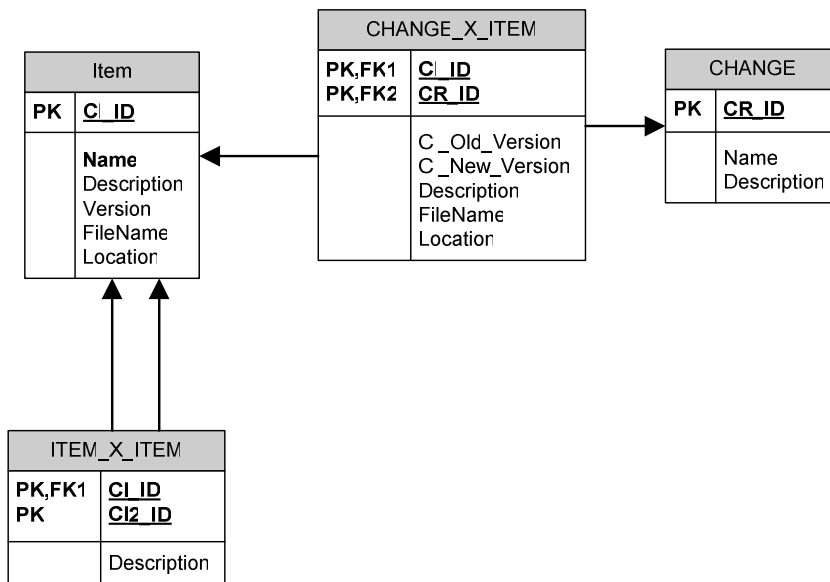 Item
PK CI_ID
Name
Description
Version
FileName
Location
CHANGE_X_ITEM
PK,FK1 CI_ID
PK,FK2 CR_ID
C _Old_Version
C _New_Version
Description
FileName
Location
CHANGE
PK CR_ID
Name
Description
ITEM_X_ITEM
PK,FK1 CI_ID
PK CI2_ID
Description